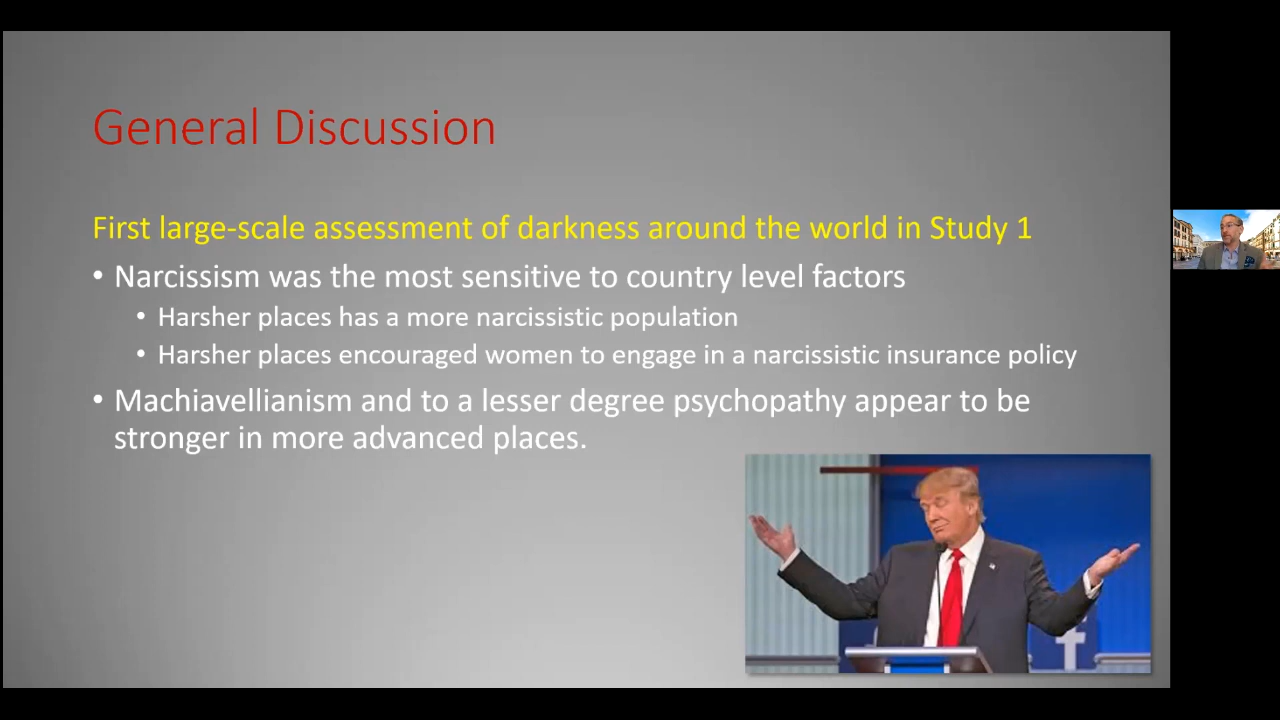 General Discussion
First large-scale assessment of darkness around the world in Study 1
• Narcissism was the most sensitive to country level factors
• Harsher places has a more narcissistic population
• Harsher places encouraged women to engage in a narcissistic insurance policy
• Machiavellianism and to a lesser degree psychopathy appear to be
stronger in more advanced places.